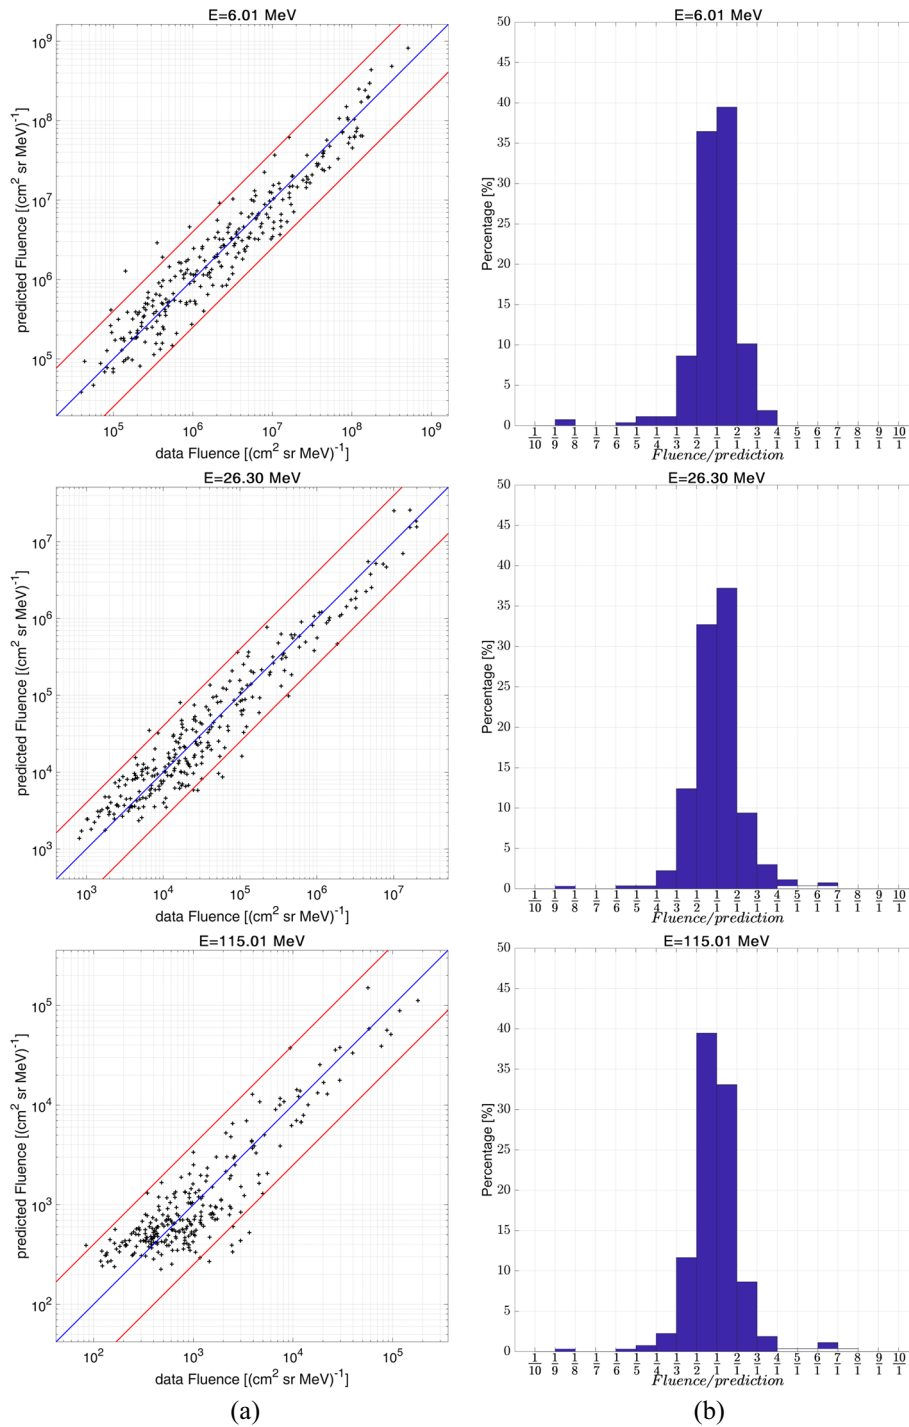 E=6.01 MeV
predicted Fluence [(cm² sr MeV)⁻¹]
10⁹
10⁸
10⁷
10⁶
10⁵
10⁵ 10⁶ 10⁷ 10⁸ 10⁹
data Fluence [(cm² sr MeV)⁻¹]
E=6.01 MeV
Percentage [%]
50
45
40
35
30
25
20
15
10
5
0
1/10 1/9 1/8 1/7 1/6 1/5 1/4 1/3 1/2 1/1 2/1 3/1 4/1 5/1 6/1 7/1 8/1 9/1 10/1
Fluence/prediction
E=26.30 MeV
predicted Fluence [(cm² sr MeV)⁻¹]
10⁷
10⁶
10⁵
10⁴
10³
10³ 10⁴ 10⁵ 10⁶ 10⁷
data Fluence [(cm² sr MeV)⁻¹]
E=26.30 MeV
Percentage [%]
50
45
40
35
30
25
20
15
10
5
0
1/10 1/9 1/8 1/7 1/6 1/5 1/4 1/3 1/2 1/1 2/1 3/1 4/1 5/1 6/1 7/1 8/1 9/1 10/1
Fluence/prediction
E=115.01 MeV
predicted Fluence [(cm² sr MeV)⁻¹]
10⁵
10⁴
10³
10²
10² 10³ 10⁴ 10⁵
data Fluence [(cm² sr MeV)⁻¹]
E=115.01 MeV
Percentage [%]
50
45
40
35
30
25
20
15
10
5
0
1/10 1/9 1/8 1/7 1/6 1/5 1/4 1/3 1/2 1/1 2/1 3/1 4/1 5/1 6/1 7/1 8/1 9/1 10/1
Fluence/prediction
(a)
(b)